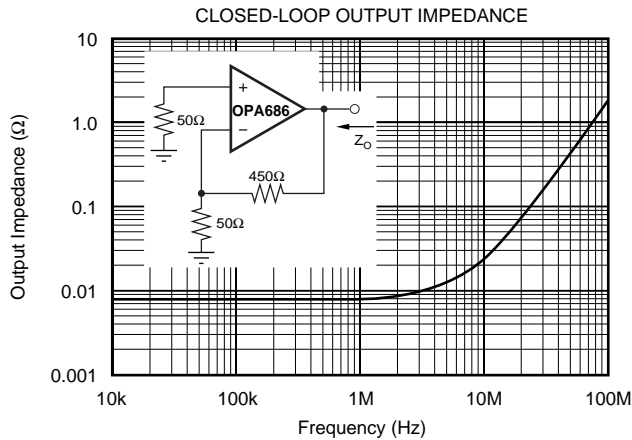 CLOSED-LOOP OUTPUT IMPEDANCE
Output Impedance (Ω)
10
1.0
0.1
0.01
0.001
+
OPA686
−
50Ω
Z_O
450Ω
50Ω
10k 100k 1M 10M 100M
Frequency (Hz)